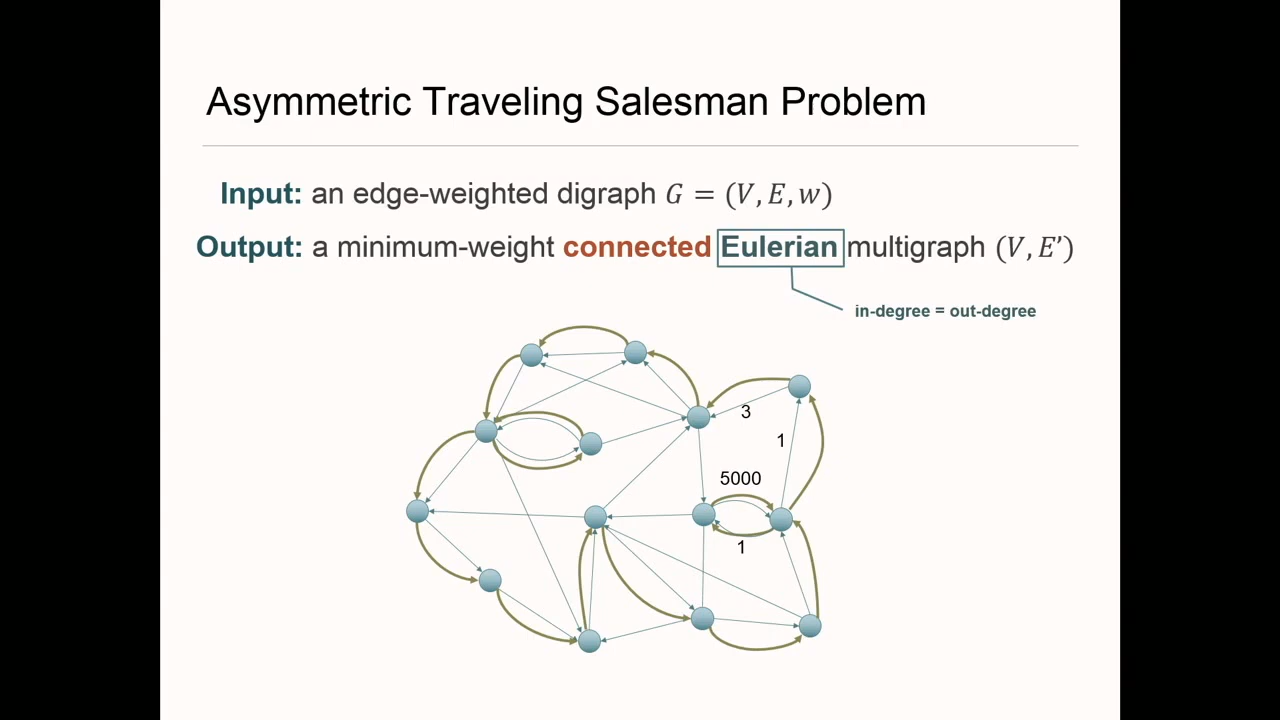 Asymmetric Traveling Salesman Problem
Input: an edge-weighted digraph G = (V, E, w)
Output: a minimum-weight connected Eulerian multigraph (V, E’)
in-degree = out-degree
3
1
5000
1